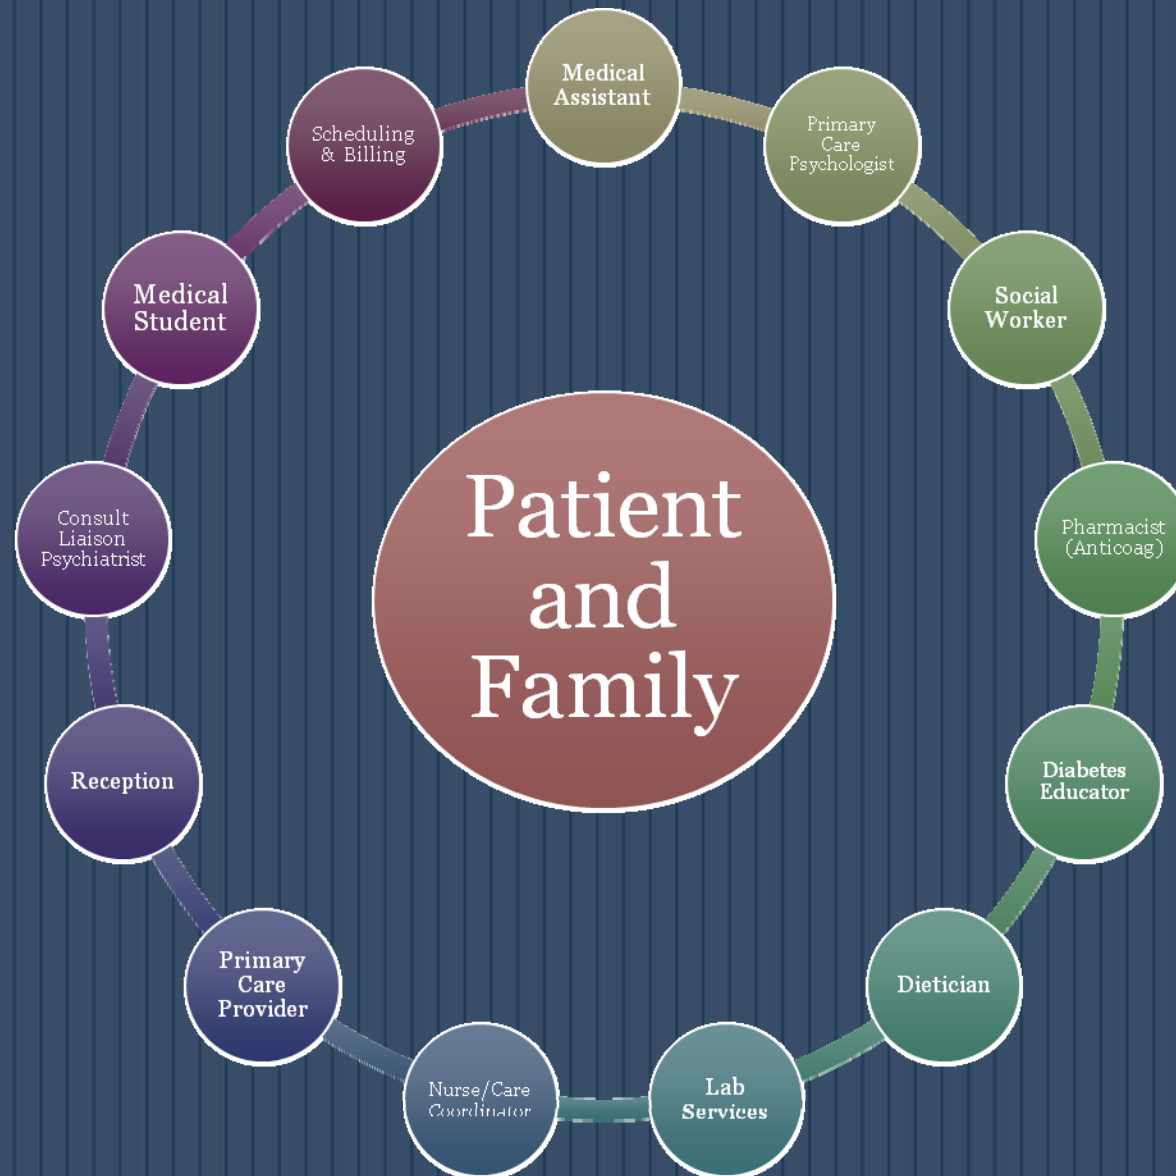 Medical
Assistant
Primary
Care
Psychologist
Social
Worker
Pharmacist
(Anticoag)
Diabetes
Educator
Dietician
Lab
Services
Nurse/Care
Coordinator
Primary
Care
Provider
Reception
Consult
Liaison
Psychiatrist
Medical
Student
Scheduling
& Billing
Patient
and
Family